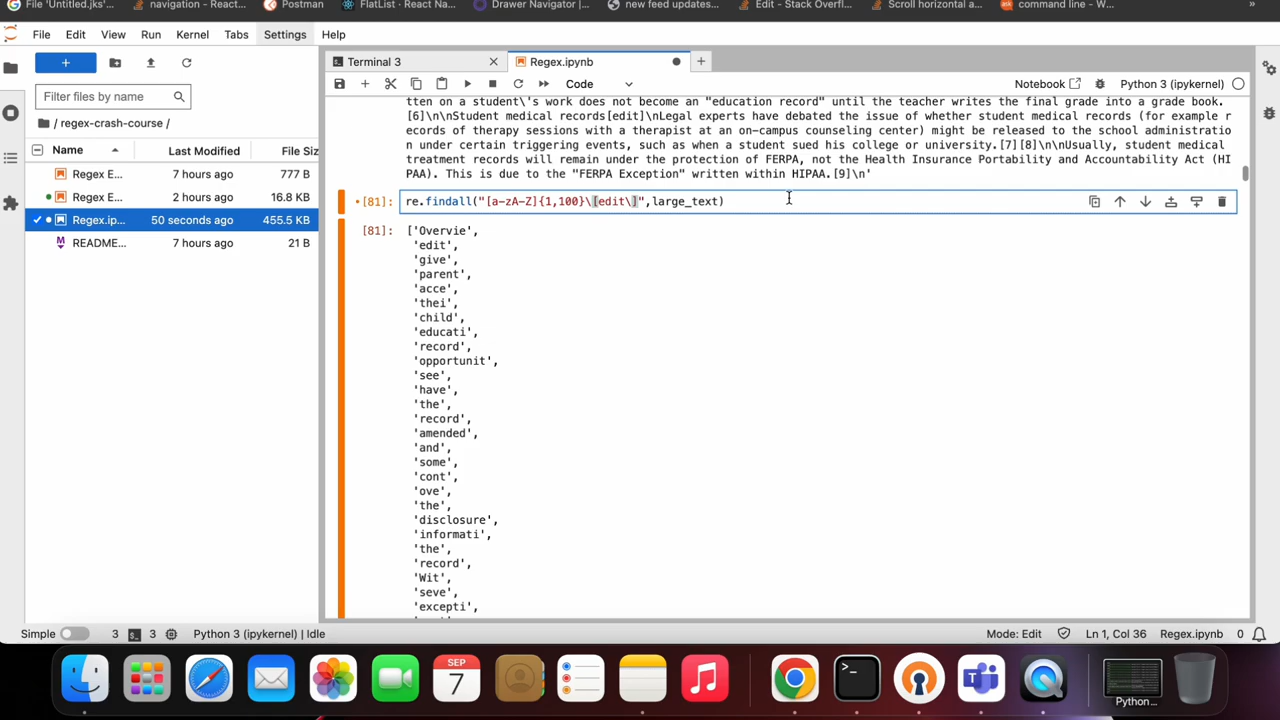 File 'Untitled.jks'...
navigation - React...
Postman
FlatList · React Na...
Drawer Navigator |...
new feed updates...
Edit - Stack Overfl...
Scroll horizontal a...
command line - W...
»
File Edit View Run Kernel Tabs Settings Help
+
Filter files by name
/ regex-crash-course /
Name Last Modified File Siz
Regex E... 7 hours ago 777 B
Regex E... 2 hours ago 16.8 KB
Regex.ip... 50 seconds ago 455.5 KB
README... 7 hours ago 21 B
Terminal 3
Regex.ipynb
Code
Notebook
Python 3 (ipykernel)
tten on a student\'s work does not become an "education record" until the teacher writes the final grade into a grade book.
[6]\n\nStudent medical records[edit]\nLegal experts have debated the issue of whether student medical records (for example r
ecords of therapy sessions with a therapist at an on-campus counseling center) might be released to the school administratio
n under certain triggering events, such as when a student sued his college or university.[7][8]\n\nUsually, student medical
treatment records will remain under the protection of FERPA, not the Health Insurance Portability and Accountability Act (HI
PAA). This is due to the "FERPA Exception" written within HIPAA.[9]\n'
[81]: re.findall("[a-zA-Z]{1,100}\[edit\]",large_text)
[81]: ['Overvie',
'edit',
'give',
'parent',
'acce',
'thei',
'child',
'educati',
'record',
'opportunit',
'see',
'have',
'the',
'record',
'amended',
'and',
'some',
'cont',
'ove',
'the',
'disclosure',
'informati',
'the',
'record',
'Wit',
'seve',
'excepti',
Simple 3 3 Python 3 (ipykernel) | Idle Mode: Edit Ln 1, Col 36 Regex.ipynb 0
SEP
7
Python...